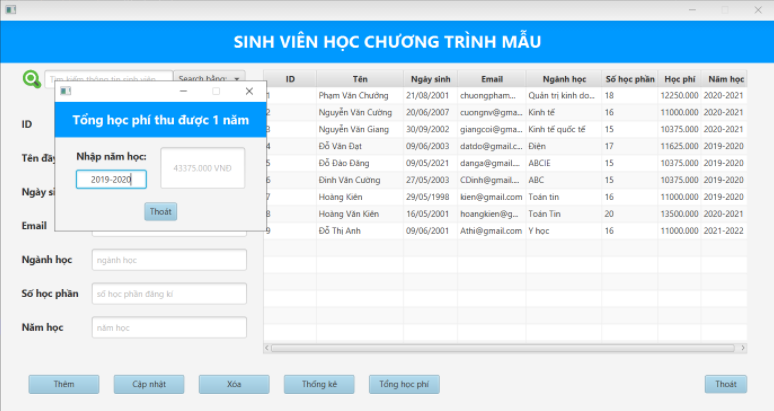 SINH VIÊN HỌC CHƯƠNG TRÌNH MẪU
Tìm kiếm thông tin sinh viên
Search bằng:
Tổng học phí thu được 1 năm
Nhập năm học:
2019-2020
43375.000 VND
Thoát
ID
Tên đầy
Ngày si
Email
Ngành học
ngành học
Số học phần
số học phần đăng kí
Năm học
năm học
ID Tên Ngày sinh Email Ngành học Số học phần Học phí Năm học
1 Phạm Văn Chưởng 21/08/2001 chuongpham... Quản trị kinh do... 18 12250.000 2020-2021
2 Nguyễn Văn Cường 20/06/2007 cuongnv@gma... Kinh tế 16 11000.000 2020-2021
3 Nguyễn Văn Giang 30/09/2002 giangcoi@gma... Kinh tế quốc tế 15 10375.000 2020-2021
4 Đỗ Văn Đạt 09/06/2003 datdo@gmail.c... Điện 17 11625.000 2019-2020
5 Đỗ Đào Đăng 09/05/2021 danga@gmail... ABCIE 15 10375.000 2019-2020
6 Đinh Văn Cường 27/05/2003 CDinh@gmail.... ABC 15 10375.000 2019-2020
7 Hoàng Kiên 29/05/1998 kien@gmail.com Toán tin 16 11000.000 2019-2020
8 Hoàng Văn Kiên 16/05/2001 hoangkien@g... Toán Tin 20 13500.000 2020-2021
9 Đỗ Thị Anh 09/06/2001 Athi@gmail.com Y học 16 11000.000 2021-2022
Thêm
Cập nhật
Xóa
Thống kê
Tổng học phí
Thoát